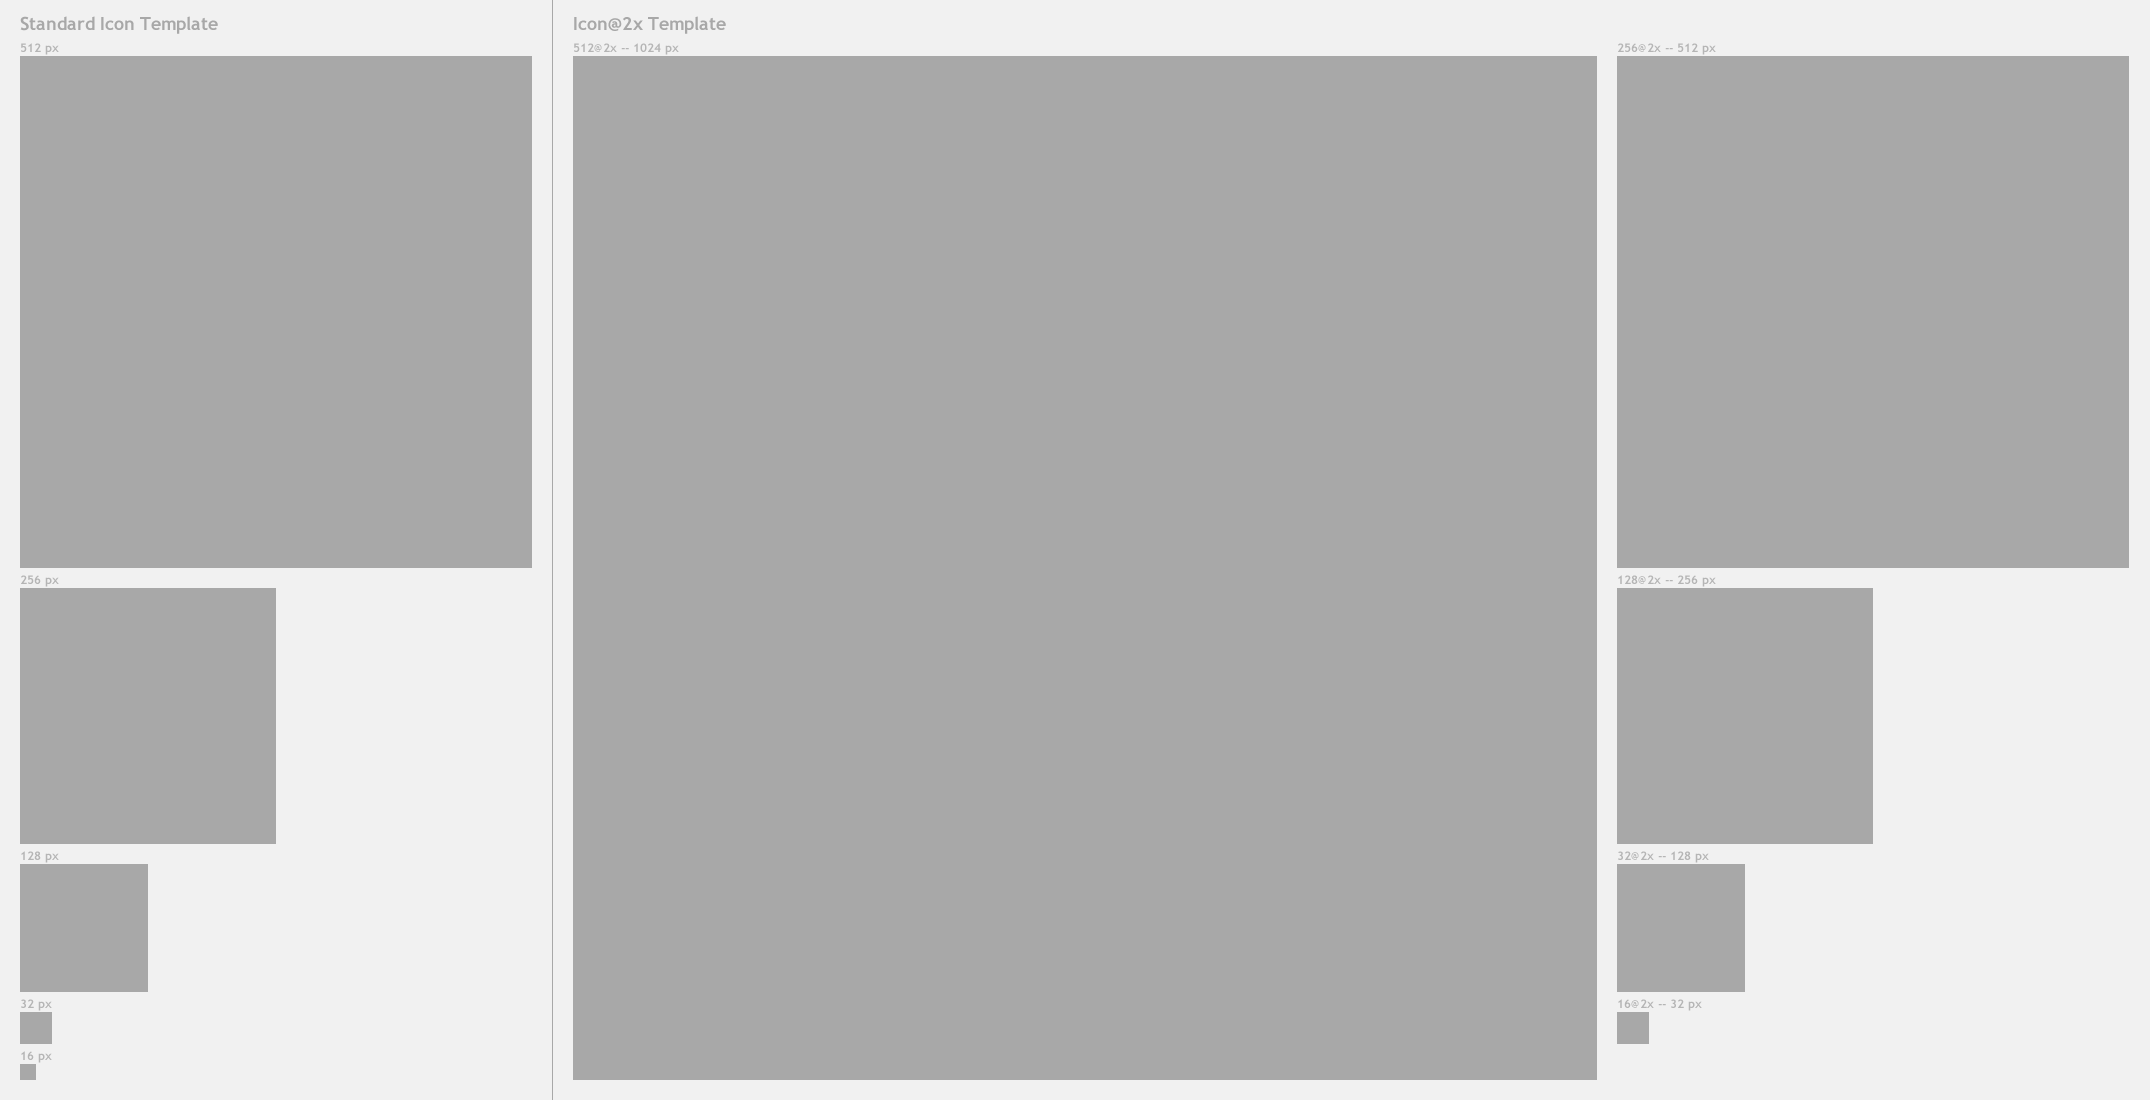 Standard Icon Template
512 px
256 px
128 px
32 px
16 px
Icon@2x Template
512@2x -- 1024 px
256@2x -- 512 px
128@2x -- 256 px
32@2x -- 128 px
16@2x -- 32 px